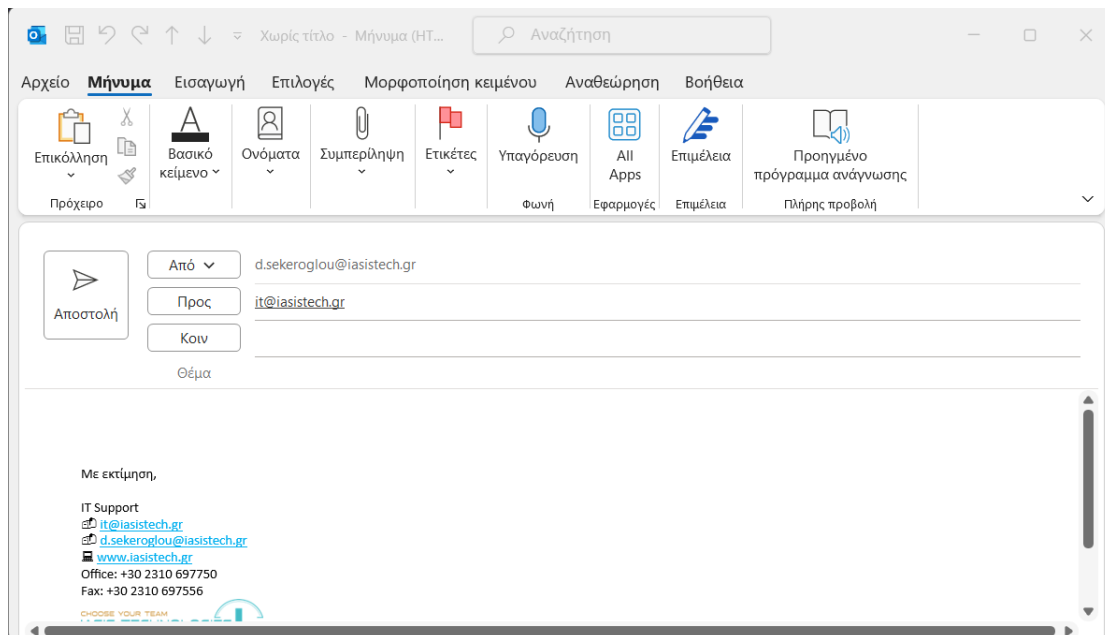 Χωρίς τίτλο - Μήνυμα (HT... Αναζήτηση
Αρχείο Μήνυμα Εισαγωγή Επιλογές Μορφοποίηση κειμένου Αναθεώρηση Βοήθεια
Επικόλληση
Βασικό κείμενο
Ονόματα
Συμπερίληψη
Ετικέτες
Υπαγόρευση
All Apps
Επιμέλεια
Προηγμένο πρόγραμμα ανάγνωσης
Πρόχειρο Φωνή Εφαρμογές Επιμέλεια Πλήρης προβολή
Αποστολή
Από d.sekeroglou@iasistech.gr
Προς it@iasistech.gr
Κοιν
Θέμα
Με εκτίμηση,
IT Support
it@iasistech.gr
d.sekeroglou@iasistech.gr
www.iasistech.gr
Office: +30 2310 697750
Fax: +30 2310 697556
CHOOSE YOUR TEAM